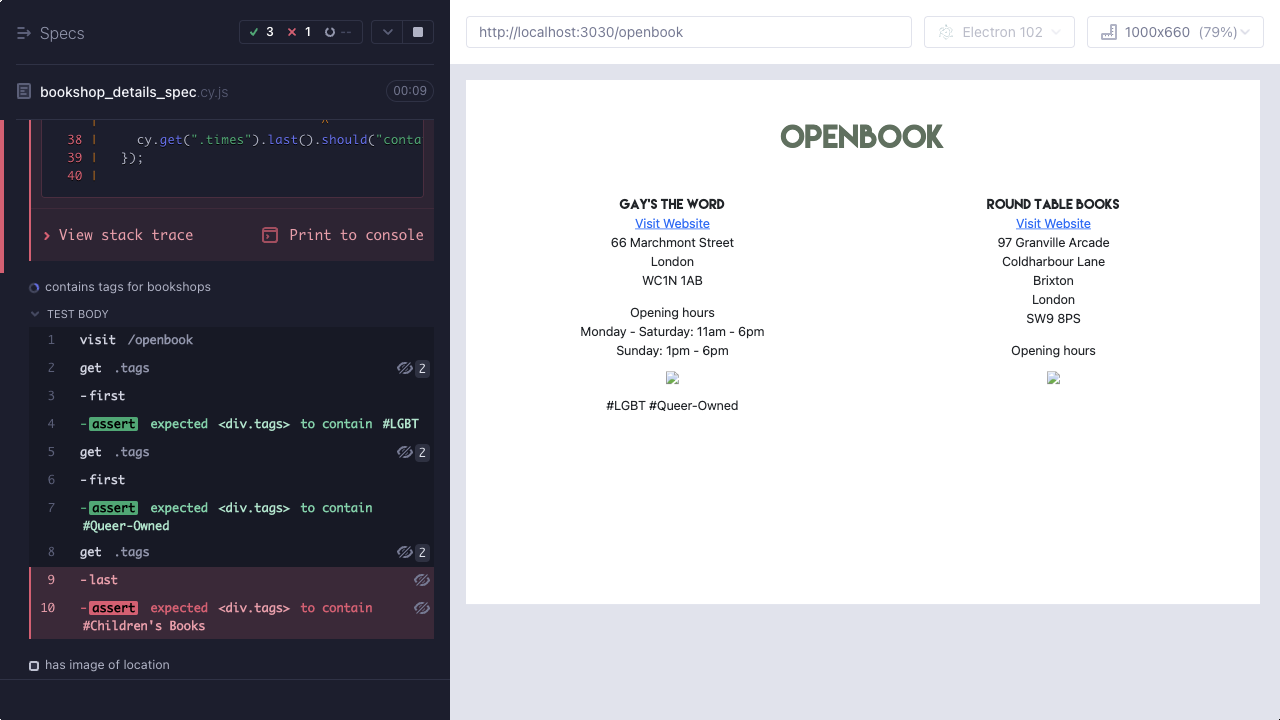 Specs
3
1
--
bookshop_details_spec.cy.js
00:09
38 | cy.get(".times").last().should("conta
39 | });
40 |
View stack trace
Print to console
contains tags for bookshops
TEST BODY
1 visit /openbook
2 get .tags 2
3 -first
4 -assert expected <div.tags> to contain #LGBT
5 get .tags 2
6 -first
7 -assert expected <div.tags> to contain
#Queer-Owned
8 get .tags 2
9 -last
10 -assert expected <div.tags> to contain
#Children's Books
has image of location
http://localhost:3030/openbook
Electron 102
1000x660 (79%)
OPENBOOK
GAY'S THE WORD
Visit Website
66 Marchmont Street
London
WC1N 1AB
Opening hours
Monday - Saturday: 11am - 6pm
Sunday: 1pm - 6pm
#LGBT #Queer-Owned
ROUND TABLE BOOKS
Visit Website
97 Granville Arcade
Coldharbour Lane
Brixton
London
SW9 8PS
Opening hours